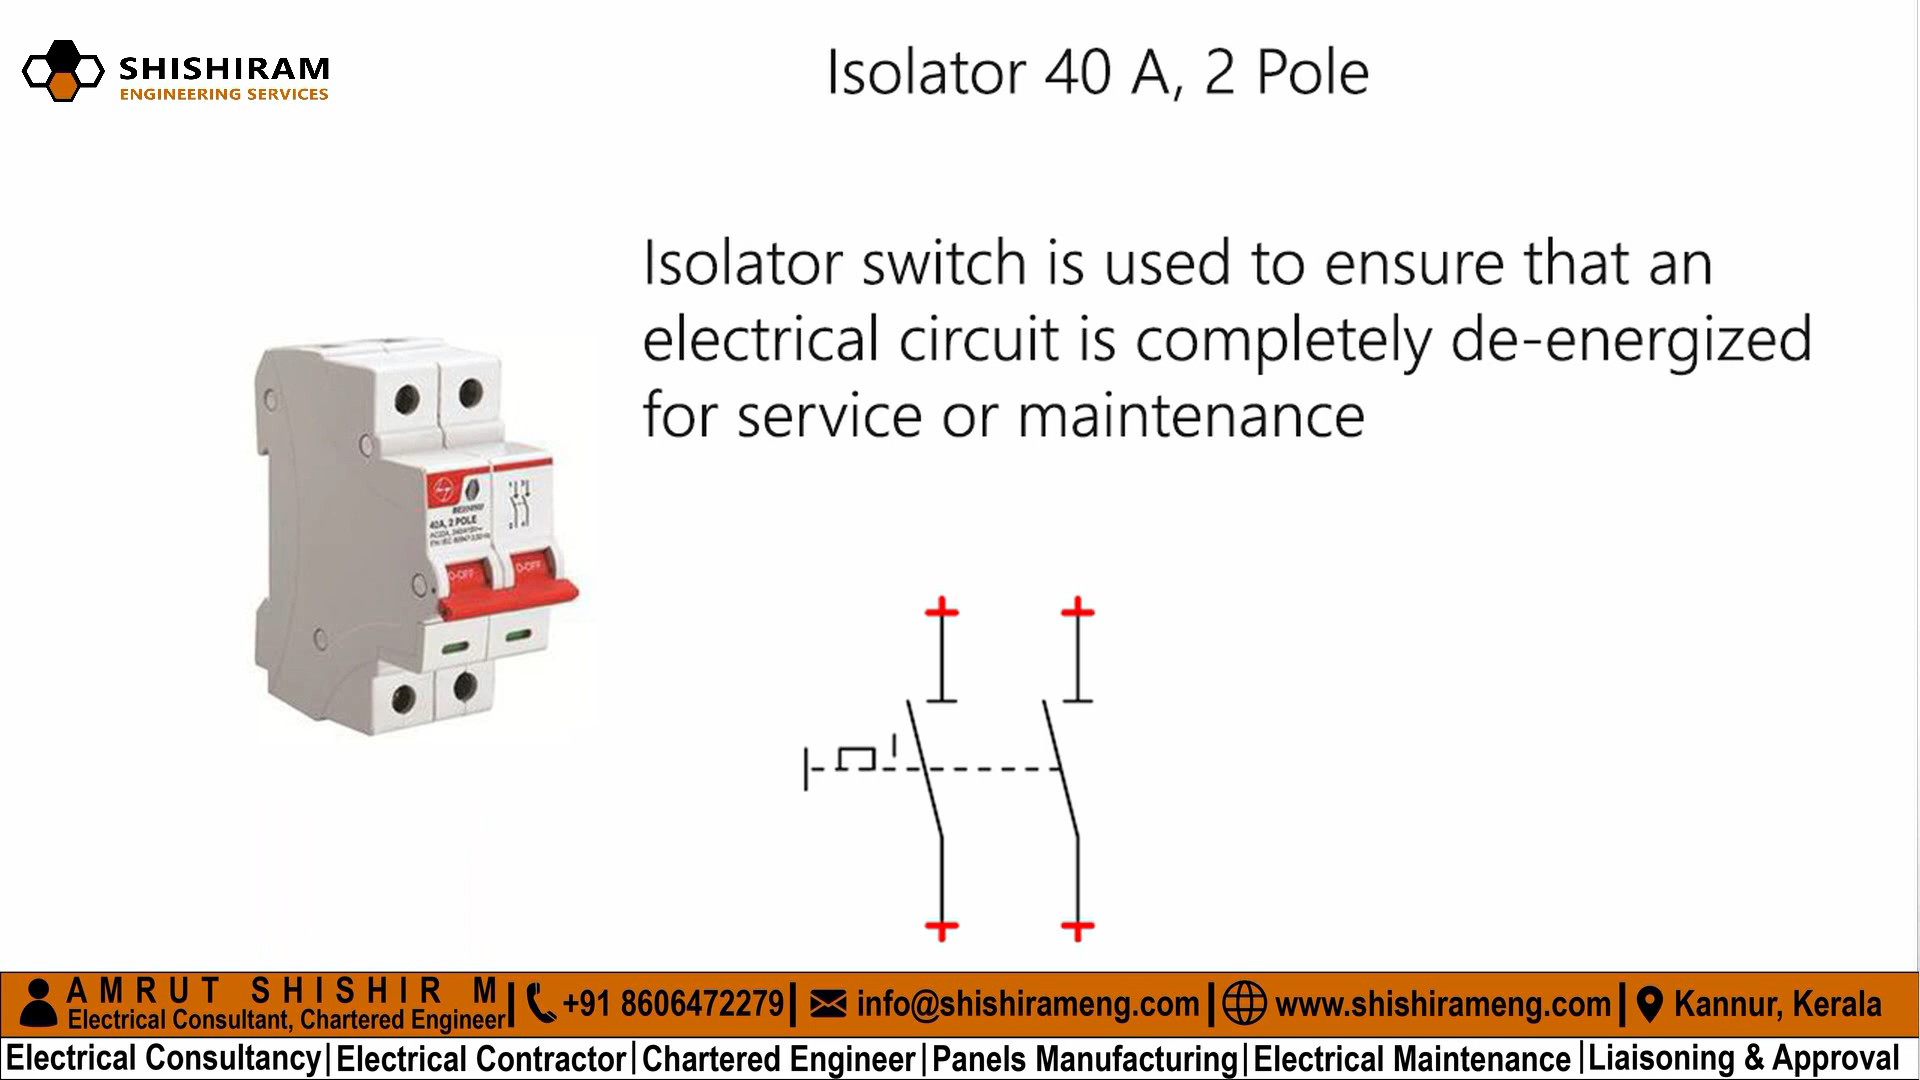 SHISHIRAM
ENGINEERING SERVICES
Isolator 40 A, 2 Pole
Isolator switch is used to ensure that an
electrical circuit is completely de-energized
for service or maintenance
40A, 2 POLE
O-OFF
O-OFF
AMRUT SHISHIR M
Electrical Consultant, Chartered Engineer
+91 8606472279
info@shishirameng.com
www.shishirameng.com
Kannur, Kerala
Electrical Consultancy|Electrical Contractor|Chartered Engineer|Panels Manufacturing|Electrical Maintenance|Liaisoning & Approval